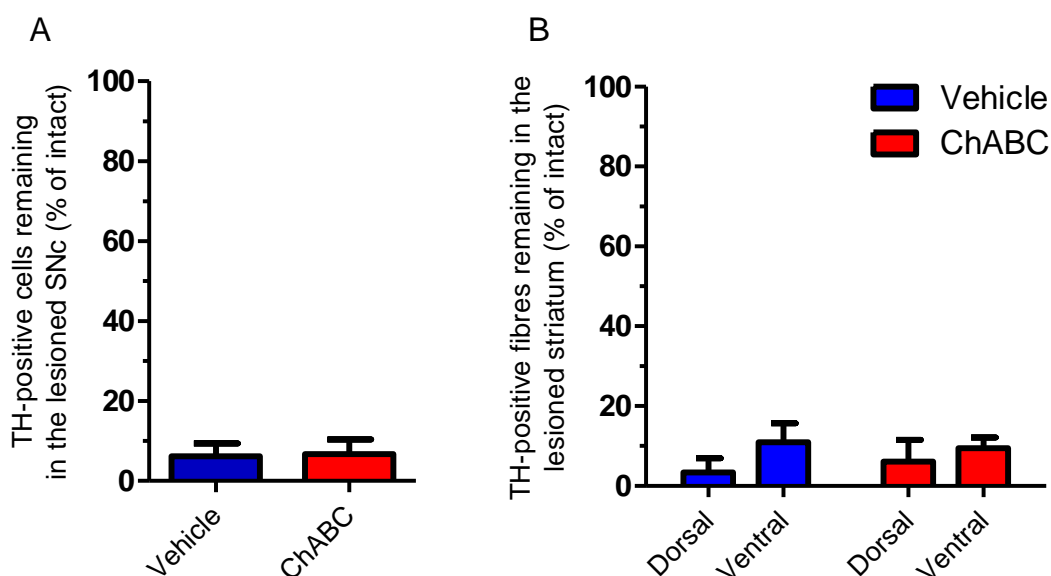 A
TH-positive cells remaining
in the lesioned SNc (% of intact)
100
80
60
40
20
0
Vehicle
ChABC
B
TH-positive fibres remaining in the
lesioned striatum (% of intact)
100
80
60
40
20
0
Dorsal
Ventral
Dorsal
Ventral
Vehicle
ChABC